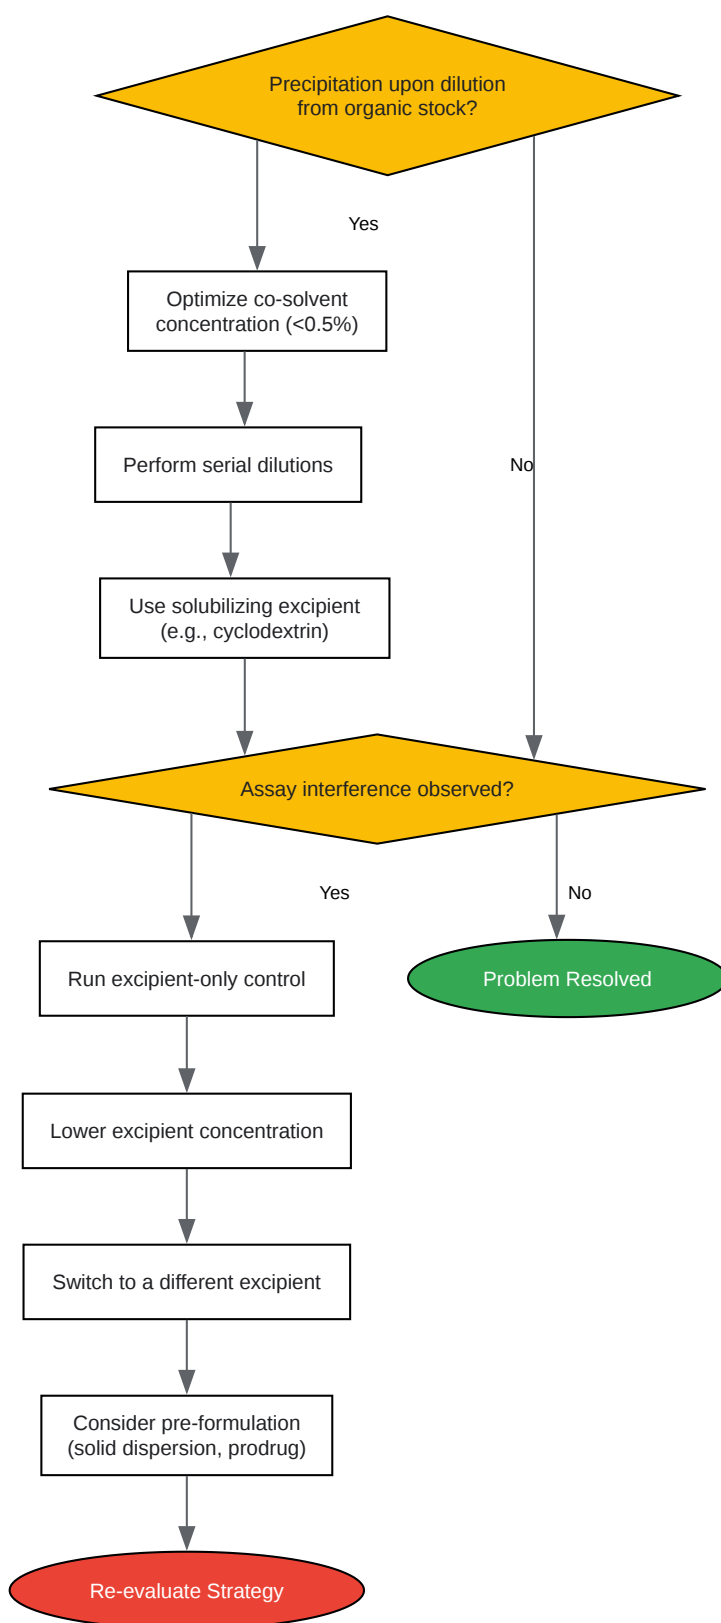 Precipitation upon dilution
from organic stock?
Yes
Optimize co-solvent
concentration (<0.5%)
Perform serial dilutions
No
Use solubilizing excipient
(e.g., cyclodextrin)
Assay interference observed?
Yes
No
Run excipient-only control
Problem Resolved
Lower excipient concentration
Switch to a different excipient
Consider pre-formulation
(solid dispersion, prodrug)
Re-evaluate Strategy